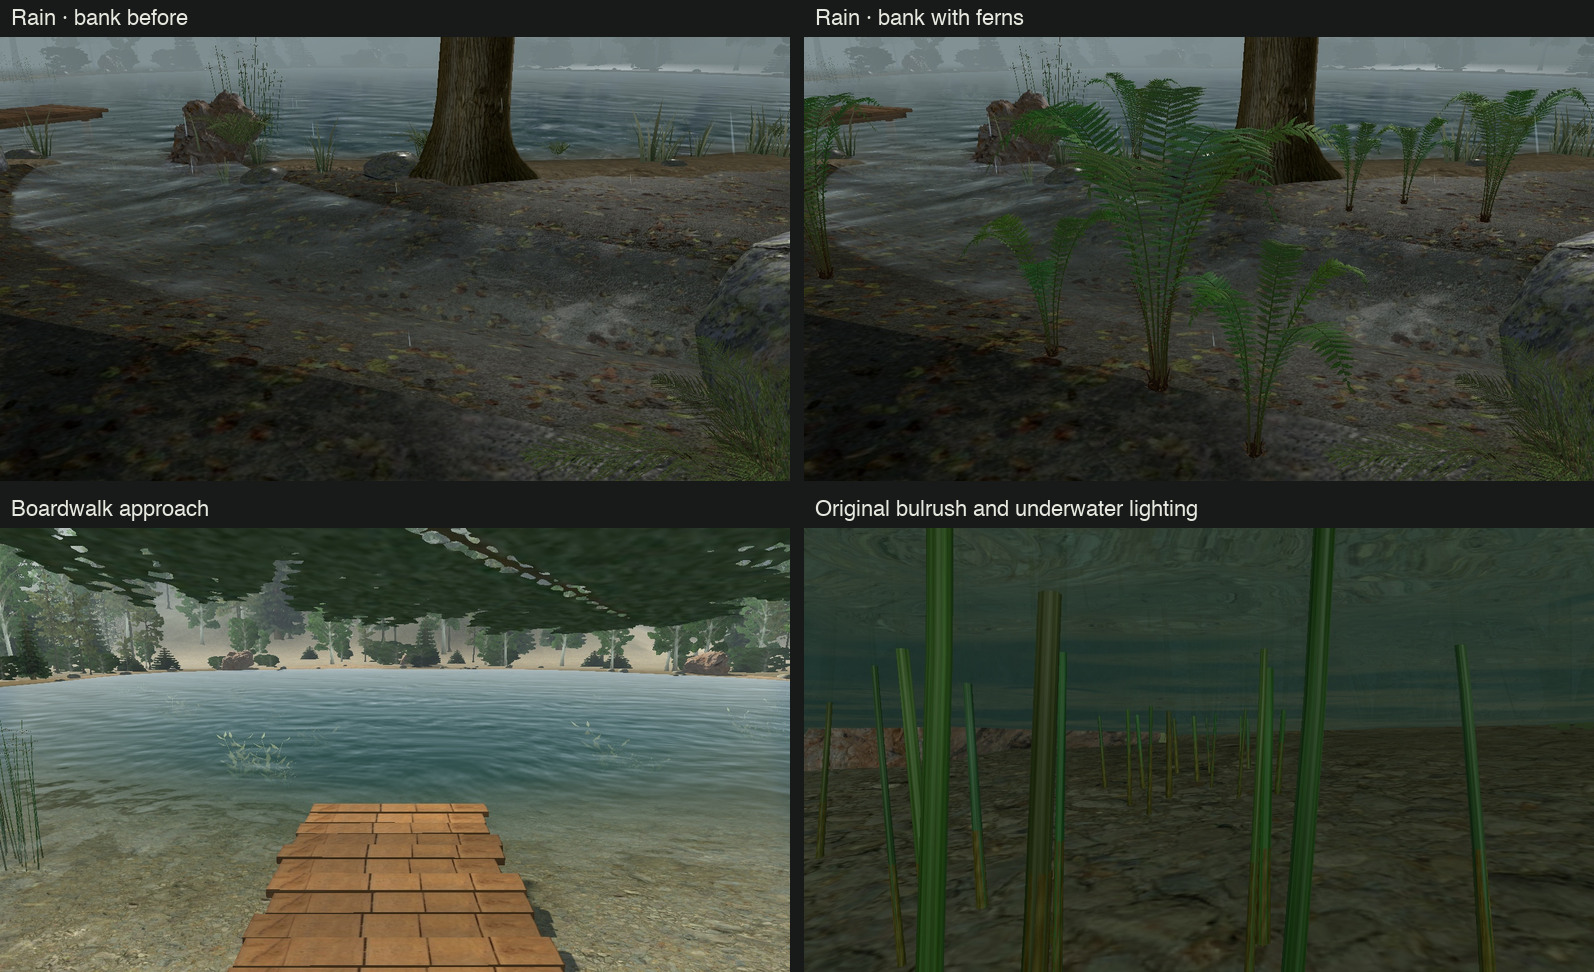 Rain · bank before
Rain · bank with ferns
Boardwalk approach
Original bulrush and underwater lighting